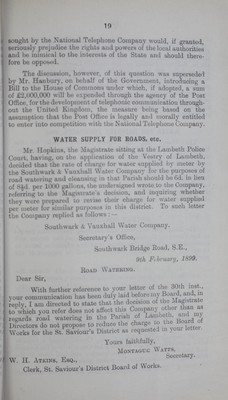 19
sought by the National Telephone Company would, if granted,
seriously prejudice the rights and powers of the local authorities
and be inimical to the interests of the State and should there-
fore be opposed.
The discussion, however, of this question was superseded
by Mr. Hanbury, on behalf of the Government, introducing a
Bill to the House of Commons under which, if adopted, a sum
of £2,000,000 will be expended through the agency of the Post
Office, for the development of telephonic communication through-
out the United Kingdom, the measure being based on the
assumption that the Post Office is legally and morally entitled
to enter into competition with the National Telephone Company.
WATER SUPPLY FOR ROADS, etc.
Mr. Hopkins, the Magistrate sitting at the Lambeth Police
Court, having, on the application of the Vestry of Lambeth,
decided that the rate of charge for water supplied by meter by
the Southwark & Vauxhall Water Company for the purposes of
road watering and cleansing in that Parish should be 6d. in lieu
of 8½d. per 1000 gallons, the undersigned wrote to the Company,
referring to the Magistrate's decision, and inquiring whether
they were prepared to revise their charge for water supplied
per meter for similar purposes in this district. To such letter
the Company replied as follows :—
Southwark & Vauxhall Water Company,
Secretary's Office,
Southwark Bridge Road, S.E.,
8th February, 1899.
ROAD WATERING.
Dear Sir,
With further reference to your letter of the 30th inst.,
your communication has been duly laid before my Board, and, in
reply, I am directed to state that the decision of the Magistrate
to which you refer does not affect this Company other than as
regards road watering in the Parish of Lambeth, and my
Directors do not propose to reduce the charge to the Board of
Works for the St. Saviour's District as requested in your letter.
Yours faithfully,
MONTAGUE WATTS,
Secretary.
W. H. ATKINS, ESQ.,
Clerk, St. Saviour's District Board of Works.